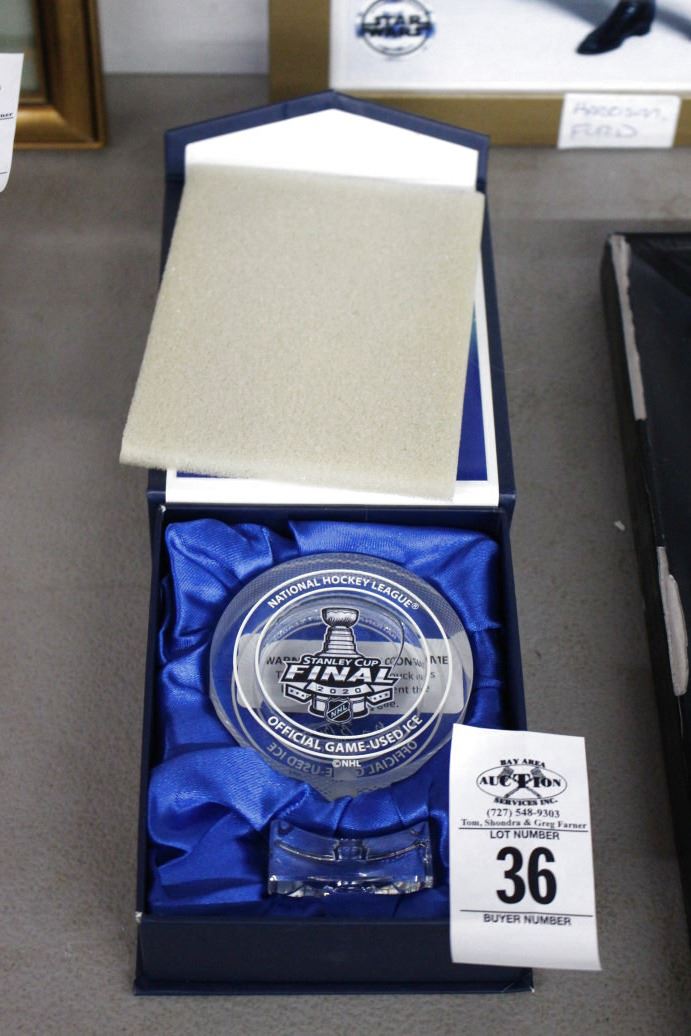 STAR
WARS
HARRISON,
FORD
NATIONAL HOCKEY LEAGUE®
STANLEY CUP
FINAL
2020
NHL
OFFICIAL GAME-USED ICE
©NHL
BAY AREA
AUCTION
SERVICES INC.
(727) 548-9303
Tom, Shondra & Greg Farner
LOT NUMBER
36
BUYER NUMBER